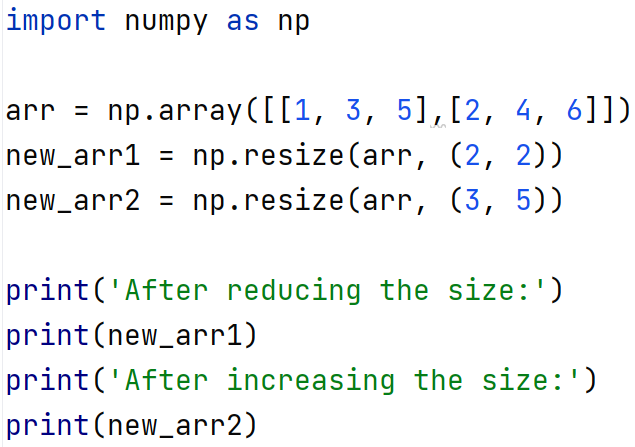 import numpy as np
arr = np.array([[1, 3, 5],[2, 4, 6]])
new_arr1 = np.resize(arr, (2, 2))
new_arr2 = np.resize(arr, (3, 5))
print('After reducing the size:')
print(new_arr1)
print('After increasing the size:')
print(new_arr2)